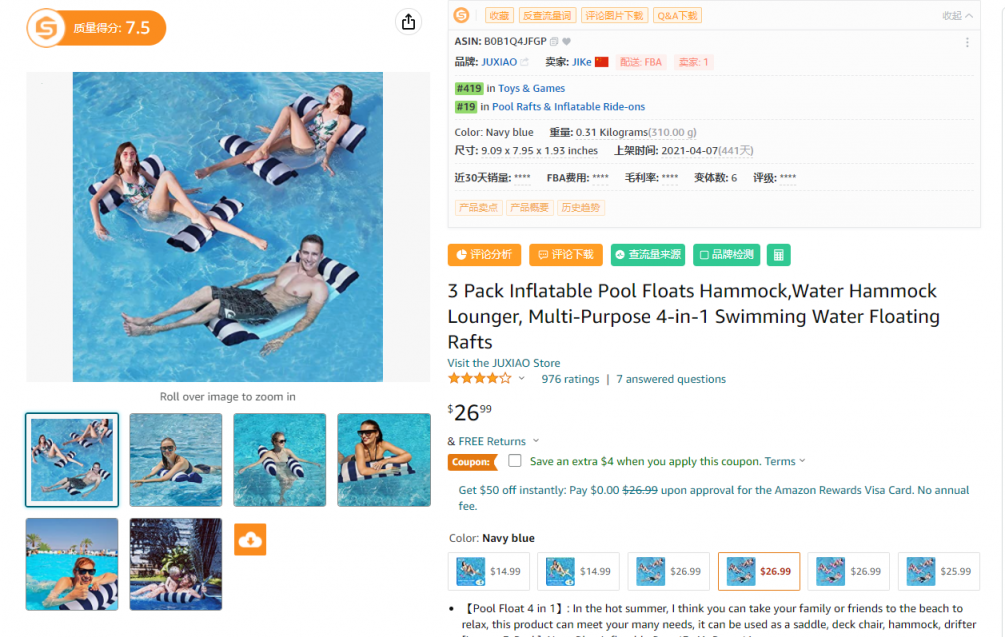 质量得分: 7.5
Roll over image to zoom in
收藏 反查流量词 评论图片下载 Q&A下载 收起
ASIN: B0B1Q4JFGP
品牌: JUXIAO 卖家: JIKe 配送: FBA 卖家: 1
#419 in Toys & Games
#19 in Pool Rafts & Inflatable Ride-ons
Color: Navy blue 重量: 0.31 Kilograms(310.00 g)
尺寸: 9.09 x 7.95 x 1.93 inches 上架时间: 2021-04-07(441天)
近30天销量: **** FBA费用: **** 毛利率: **** 变体数: 6 评级: ****
产品卖点 产品概要 历史趋势
评论分析 评论下载 查流量来源 品牌检测
3 Pack Inflatable Pool Floats Hammock,Water Hammock
Lounger, Multi-Purpose 4-in-1 Swimming Water Floating
Rafts
Visit the JUXIAO Store
976 ratings | 7 answered questions
$26 99
& FREE Returns
Coupon: Save an extra $4 when you apply this coupon. Terms
Get $50 off instantly: Pay $0.00 $26.99 upon approval for the Amazon Rewards Visa Card. No annual
fee.
Color: Navy blue
$14.99 $14.99 $26.99 $26.99 $26.99 $25.99
• 【Pool Float 4 in 1】: In the hot summer, I think you can take your family or friends to the beach to
relax, this product can meet your many needs, it can be used as a saddle, deck chair, hammock, drifter